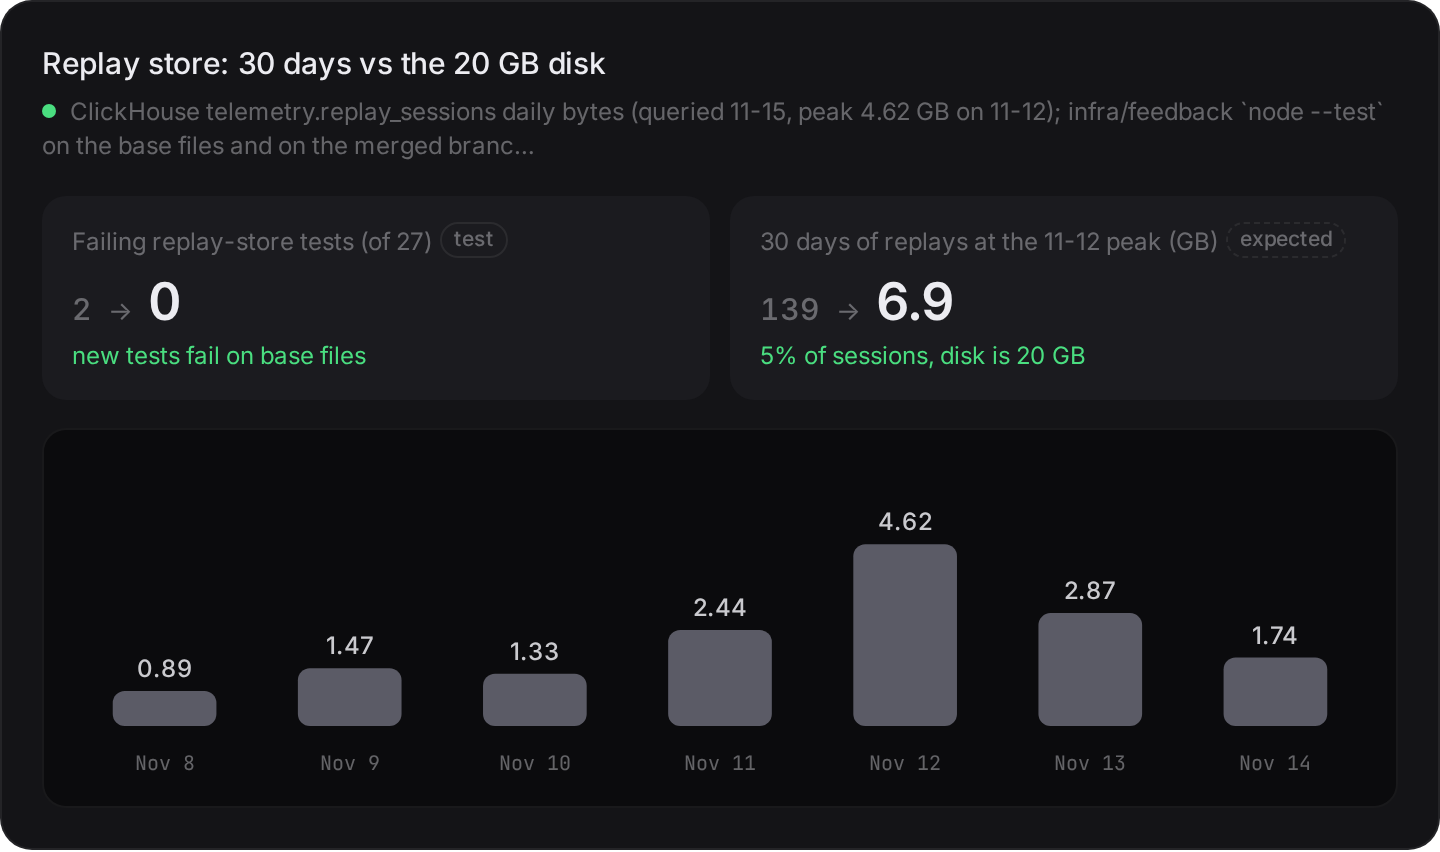 Replay store: 30 days vs the 20 GB disk
ClickHouse telemetry.replay_sessions daily bytes (queried 11-15, peak 4.62 GB on 11-12); infra/feedback `node --test`
on the base files and on the merged branc...
Failing replay-store tests (of 27) test
2 → 0
new tests fail on base files
30 days of replays at the 11-12 peak (GB) expected
139 → 6.9
5% of sessions, disk is 20 GB
0.89
1.47
1.33
2.44
4.62
2.87
1.74
Nov 8
Nov 9
Nov 10
Nov 11
Nov 12
Nov 13
Nov 14